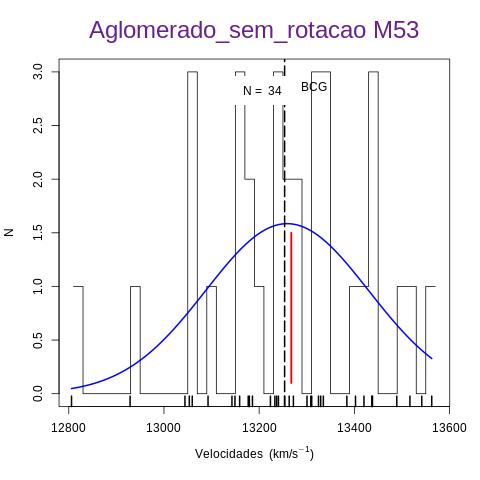 Aglomerado_sem_rotacao M53
3.0
2.5
2.0
1.5
1.0
0.5
0.0
N
N = 34
BCG
12800 13000 13200 13400 13600
Velocidades (km/s⁻¹)